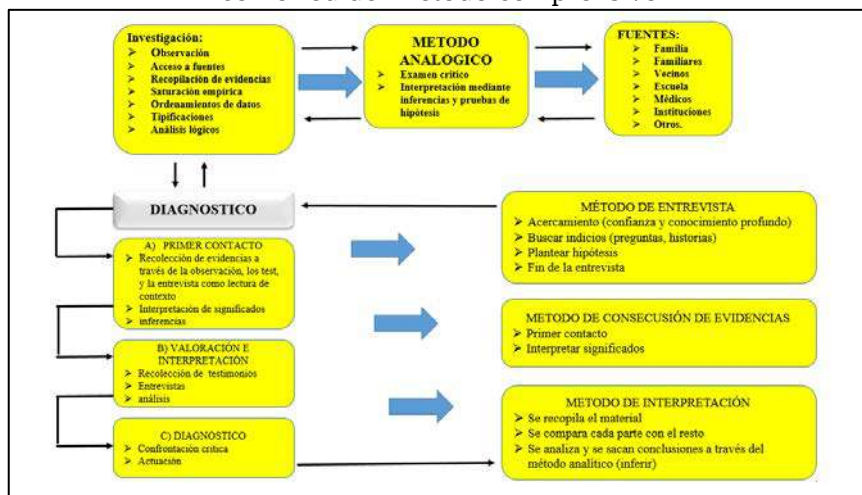 Investigación:
➢ Observación
➢ Acceso a fuentes
➢ Recopilación de evidencias
➢ Saturación empírica
➢ Ordenamientos de datos
➢ Tipificaciones
➢ Análisis lógicos
METODO
ANALOGICO
➢ Examen crítico
➢ Interpretación mediante
inferencias y pruebas de
hipótesis
FUENTES:
➢ Familia
➢ Familiares
➢ Vecinos
➢ Escuela
➢ Médicos
➢ Instituciones
➢ Otros.
DIAGNOSTICO
A) PRIMER CONTACTO
➢ Recolección de evidencias a
través de la observación, los test,
y la entrevista como lectura de
contexto
➢ Interpretación de significados
➢ inferencias
B) VALORACIÓN E
INTERPRETACIÓN
➢ Recolección de testimonios
➢ Entrevistas
➢ análisis
C) DIAGNOSTICO
➢ Confrontación crítica
➢ Actuación
MÉTODO DE ENTREVISTA
➢ Acercamiento (confianza y conocimiento profundo)
➢ Buscar indicios (preguntas, historias)
➢ Plantear hipótesis
➢ Fin de la entrevista
METODO DE CONSECUSIÓN DE EVIDENCIAS
➢ Primer contacto
➢ Interpretar significados
METODO DE INTERPRETACIÓN
➢ Se recopila el material
➢ Se compara cada parte con el resto
➢ Se analiza y se sacan conclusiones a través del
método analítico (inferir)